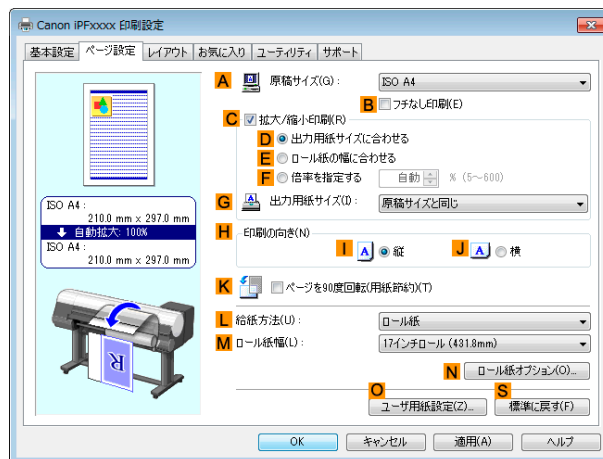 Canon iPFxxxx 印刷設定
基本設定 ページ設定 レイアウト お気に入り ユーティリティ サポート
A 原稿サイズ(G): ISO A4
B フチなし印刷(E)
C 拡大/縮小印刷(R)
D 出力用紙サイズに合わせる
E ロール紙の幅に合わせる
F 倍率を指定する 自動 % (5～600)
G 出力用紙サイズ(I): 原稿サイズと同じ
H 印刷の向き(N)
I A 縦 J A 横
K ページを90度回転(用紙節約)(T)
L 給紙方法(U): ロール紙
M ロール紙幅(L): 17インチロール (431.8mm)
N ロール紙オプション(O)...
O ユーザ用紙設定(Z)... S 標準に戻す(F)
ISO A4 :
210.0 mm x 297.0 mm
自動拡大: 100%
ISO A4 :
210.0 mm x 297.0 mm
R
OK キャンセル 適用(A) ヘルプ